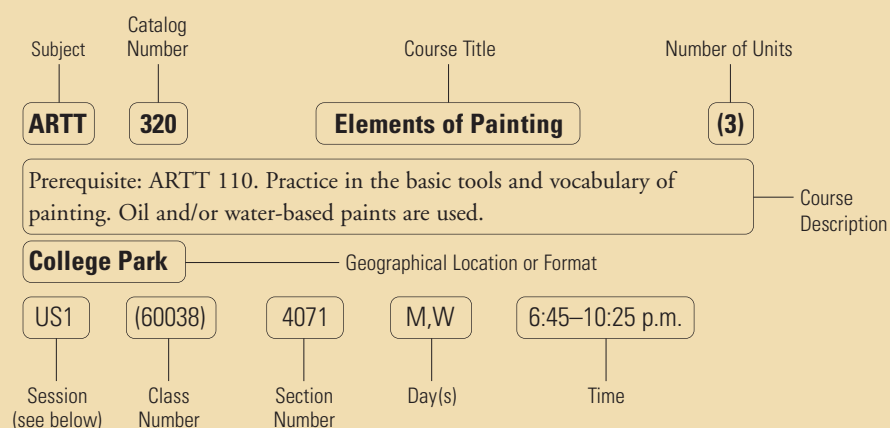 Subject Catalog Number Course Title Number of Units
ARTT 320 Elements of Painting (3)
Prerequisite: ARTT 110. Practice in the basic tools and vocabulary of
painting. Oil and/or water-based paints are used.
Course
Description
College Park Geographical Location or Format
US1 (60038) 4071 M,W 6:45–10:25 p.m.
Session Class Section Day(s) Time
(see below) Number Number